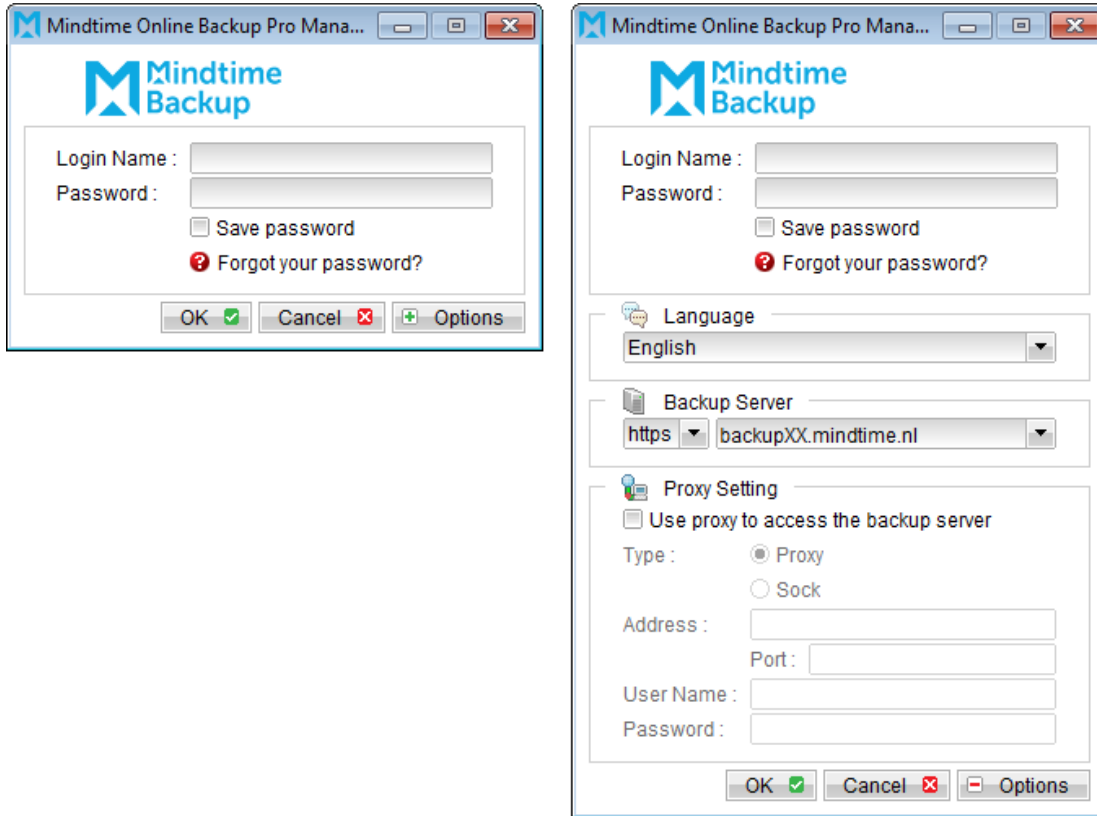 Mindtime Online Backup Pro Mana...
Mindtime
Backup
Login Name :
Password :
Save password
Forgot your password?
OK Cancel Options
Mindtime Online Backup Pro Mana...
Mindtime
Backup
Login Name :
Password :
Save password
Forgot your password?
Language
English
Backup Server
https backupXX.mindtime.nl
Proxy Setting
Use proxy to access the backup server
Type : Proxy
Sock
Address :
Port :
User Name :
Password :
OK Cancel Options